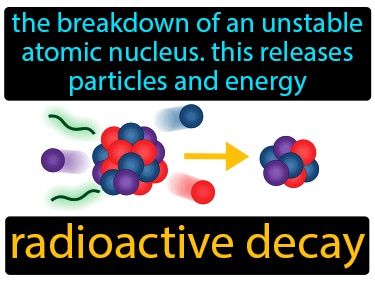 the breakdown of an unstable
atomic nucleus. this releases
particles and energy
radioactive decay